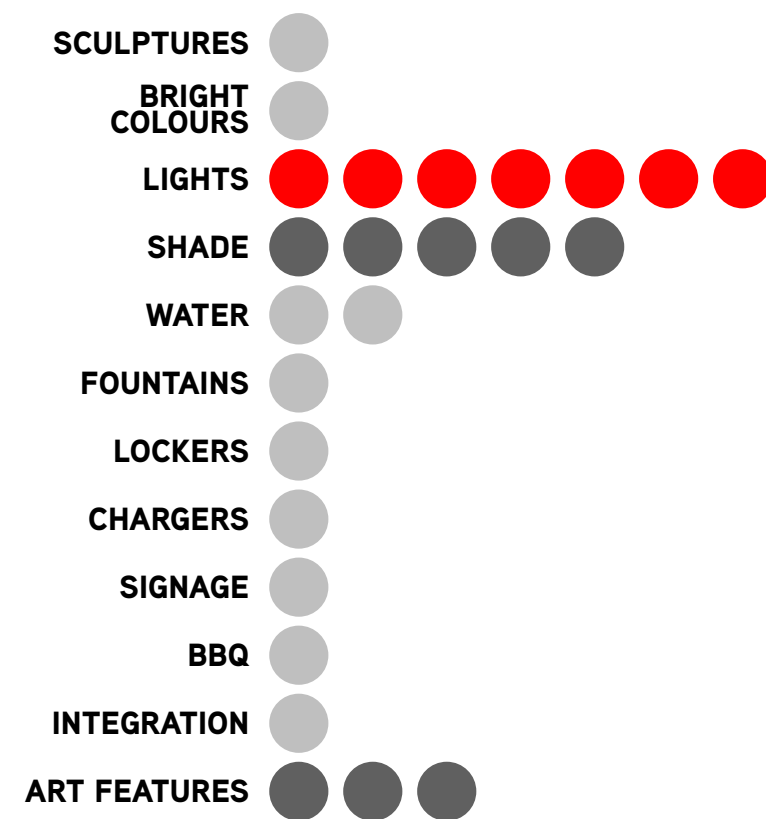 SCULPTURES
BRIGHT
COLOURS
LIGHTS
SHADE
WATER
FOUNTAINS
LOCKERS
CHARGERS
SIGNAGE
BBQ
INTEGRATION
ART FEATURES